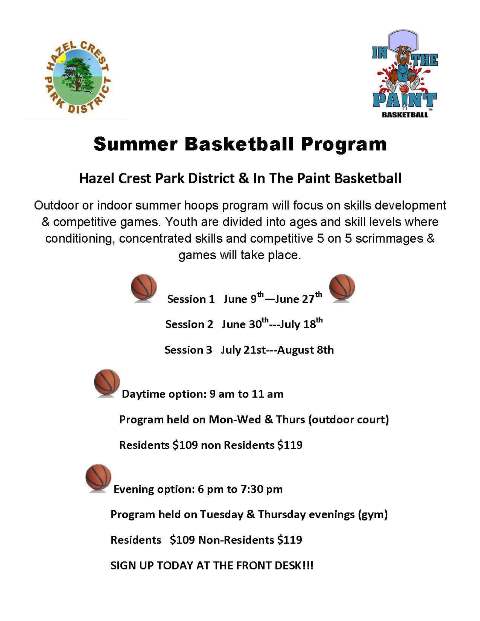 HAZEL CREST
PARK DISTRICT
IN THE
PAINT
BASKETBALL
Summer Basketball Program
Hazel Crest Park District & In The Paint Basketball
Outdoor or indoor summer hoops program will focus on skills development
& competitive games. Youth are divided into ages and skill levels where
conditioning, concentrated skills and competitive 5 on 5 scrimmages &
games will take place.
Session 1 June 9th—June 27th
Session 2 June 30th---July 18th
Session 3 July 21st---August 8th
Daytime option: 9 am to 11 am
Program held on Mon-Wed & Thurs (outdoor court)
Residents $109 non Residents $119
Evening option: 6 pm to 7:30 pm
Program held on Tuesday & Thursday evenings (gym)
Residents $109 Non-Residents $119
SIGN UP TODAY AT THE FRONT DESK!!!